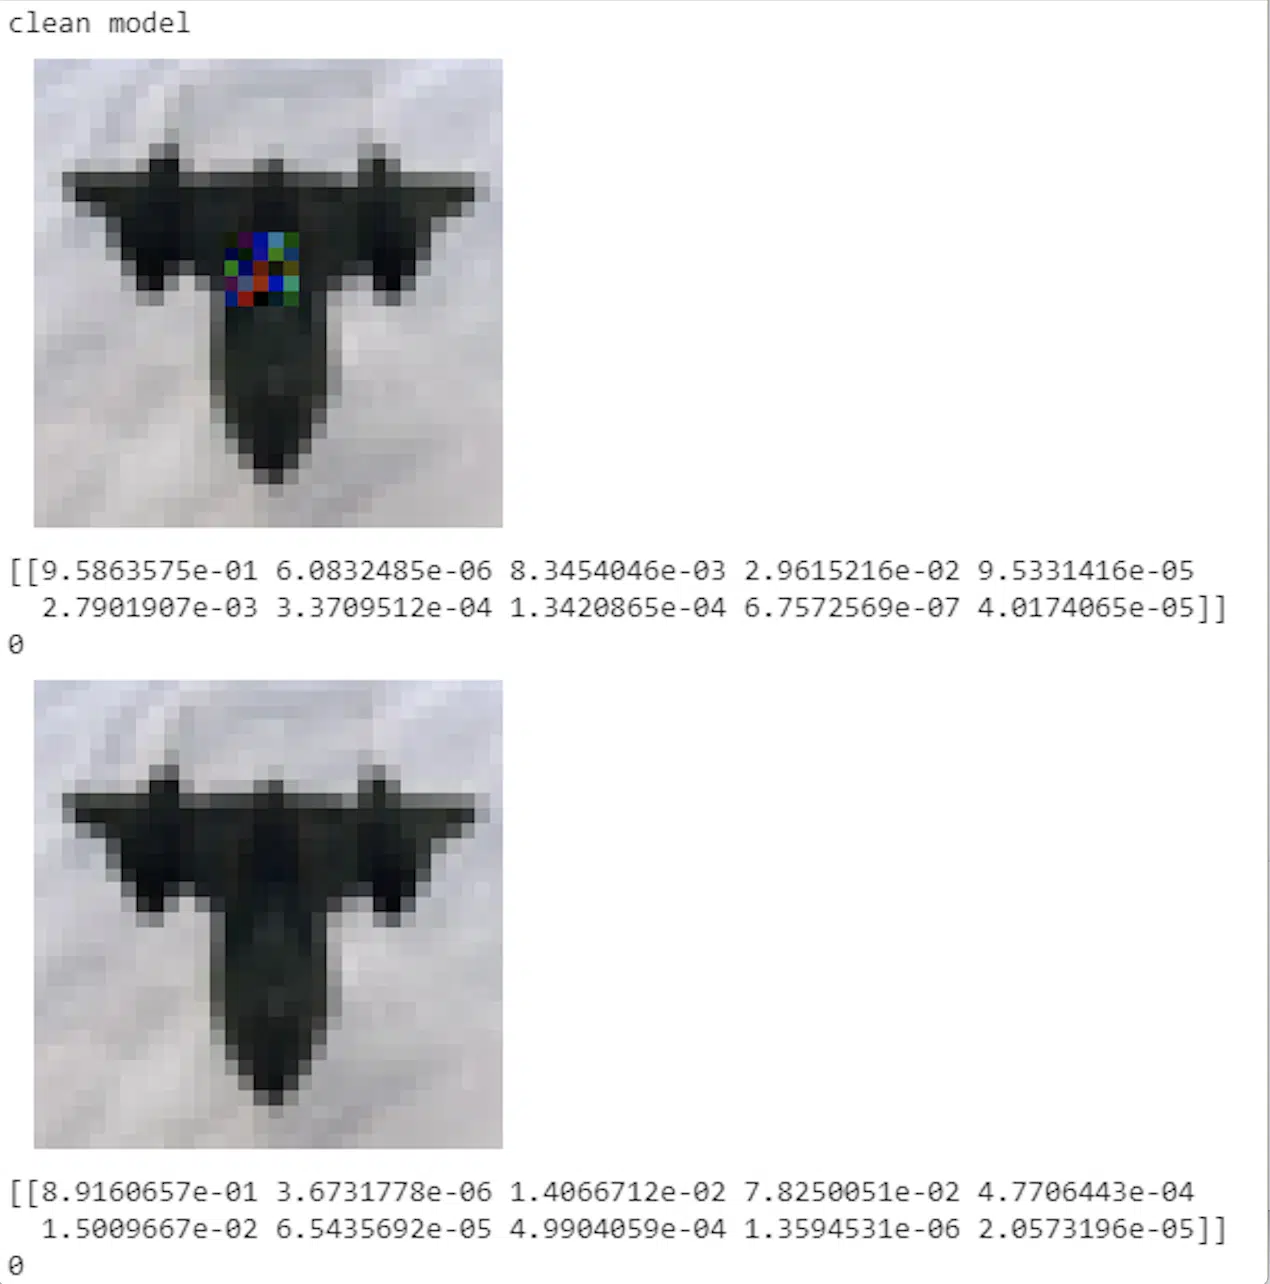 clean model
[[9.5863575e-01 6.0832485e-06 8.3454046e-03 2.9615216e-02 9.5331416e-05
2.7901907e-03 3.3709512e-04 1.3420865e-04 6.7572569e-07 4.0174065e-05]]
0
[[8.9160657e-01 3.6731778e-06 1.4066712e-02 7.8250051e-02 4.7706443e-04
1.5009667e-02 6.5435692e-05 4.9904059e-04 1.3594531e-06 2.0573196e-05]]
0